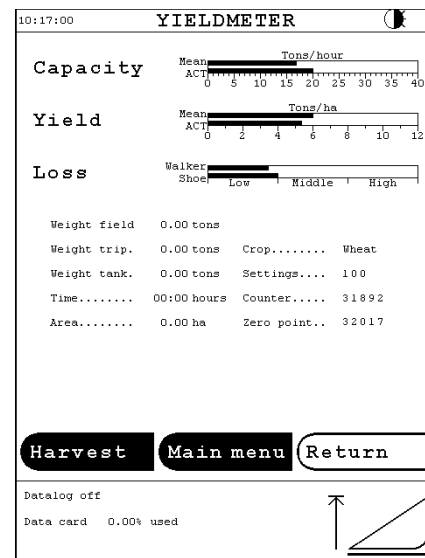 10:17:00 YIELDMETER
Tons/hour
Capacity Mean
ACT
0 5 10 15 20 25 30 35 40
Tons/ha
Yield Mean
ACT
0 2 4 6 8 10 12
Loss Walker
Shoe Low Middle High
Weight field 0.00 tons
Weight trip. 0.00 tons Crop........ Wheat
Weight tank. 0.00 tons Settings.... 100
Time........ 00:00 hours Counter..... 31892
Area........ 0.00 ha Zero point.. 32017
Harvest Main menu Return
Datalog off
Data card 0.00% used